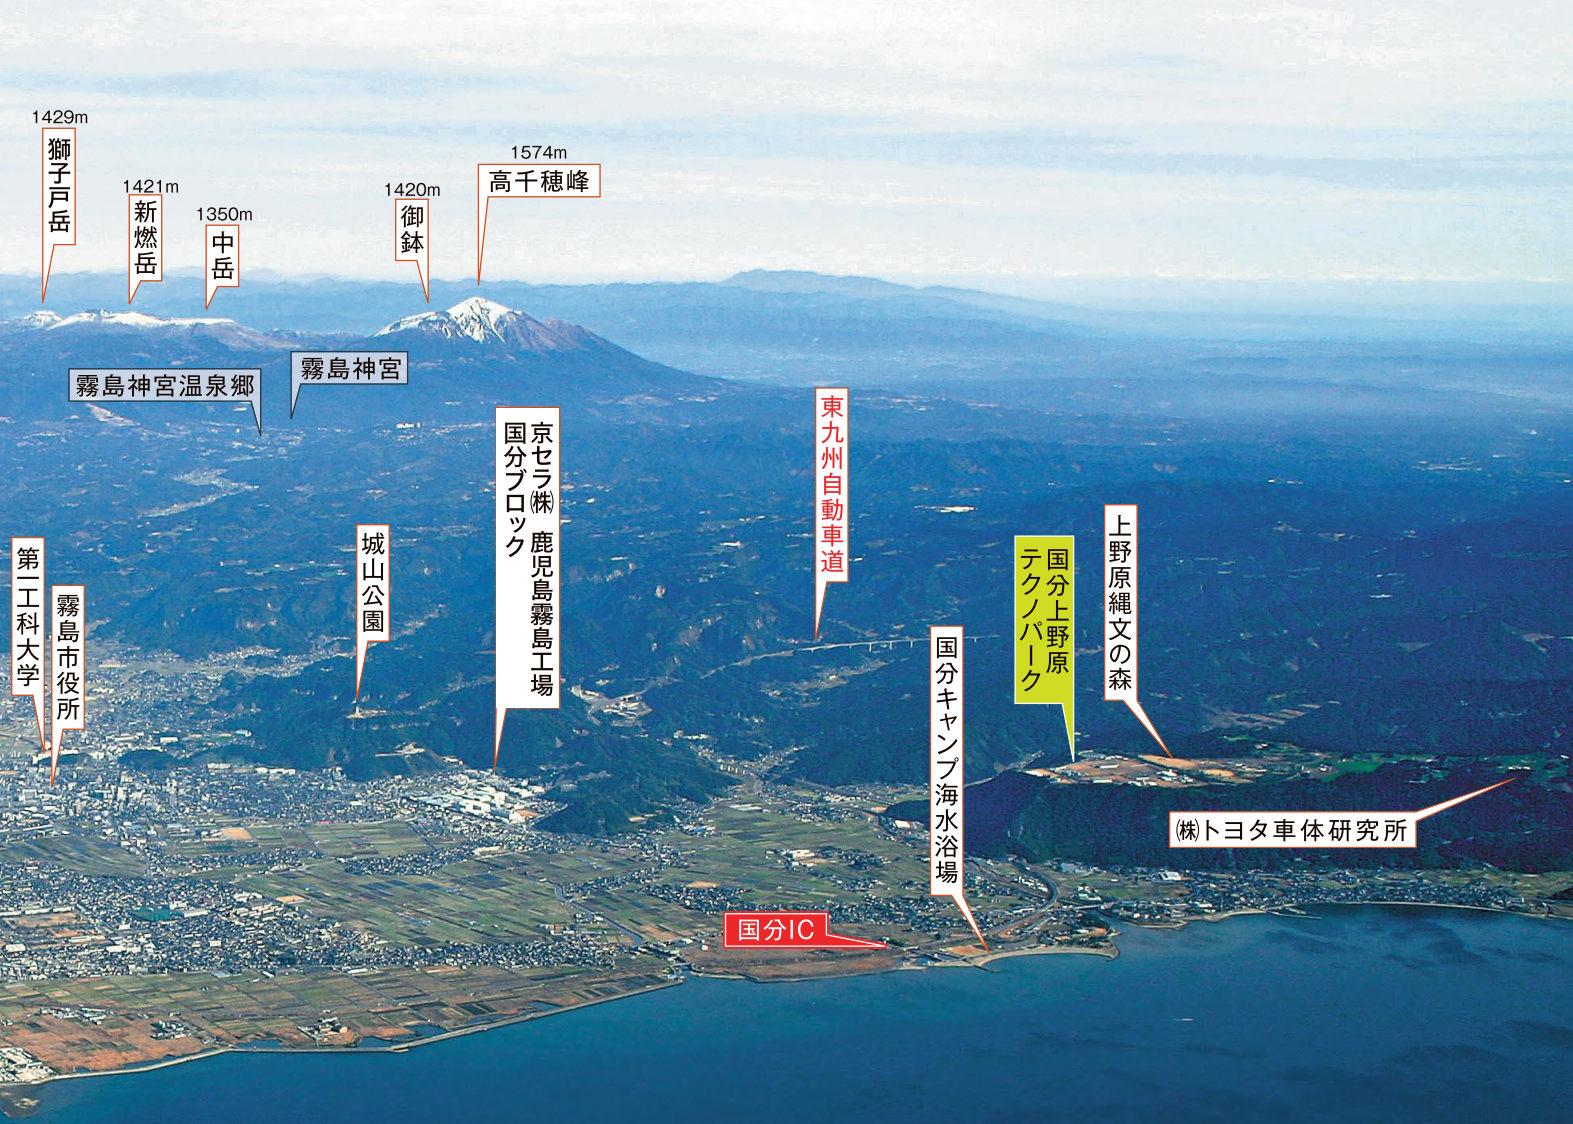 1429m
獅子戸岳
1421m
新燃岳
1350m
中岳
1420m
御鉢
1574m
高千穂峰
霧島神宮温泉郷
霧島神宮
京セラ㈱ 鹿児島霧島工場
国分ブロック
東九州自動車道
城山公園
第一工科大学
霧島市役所
国分上野原
テクノパーク
上野原縄文の森
国分キャンプ海水浴場
㈱トヨタ車体研究所
国分IC